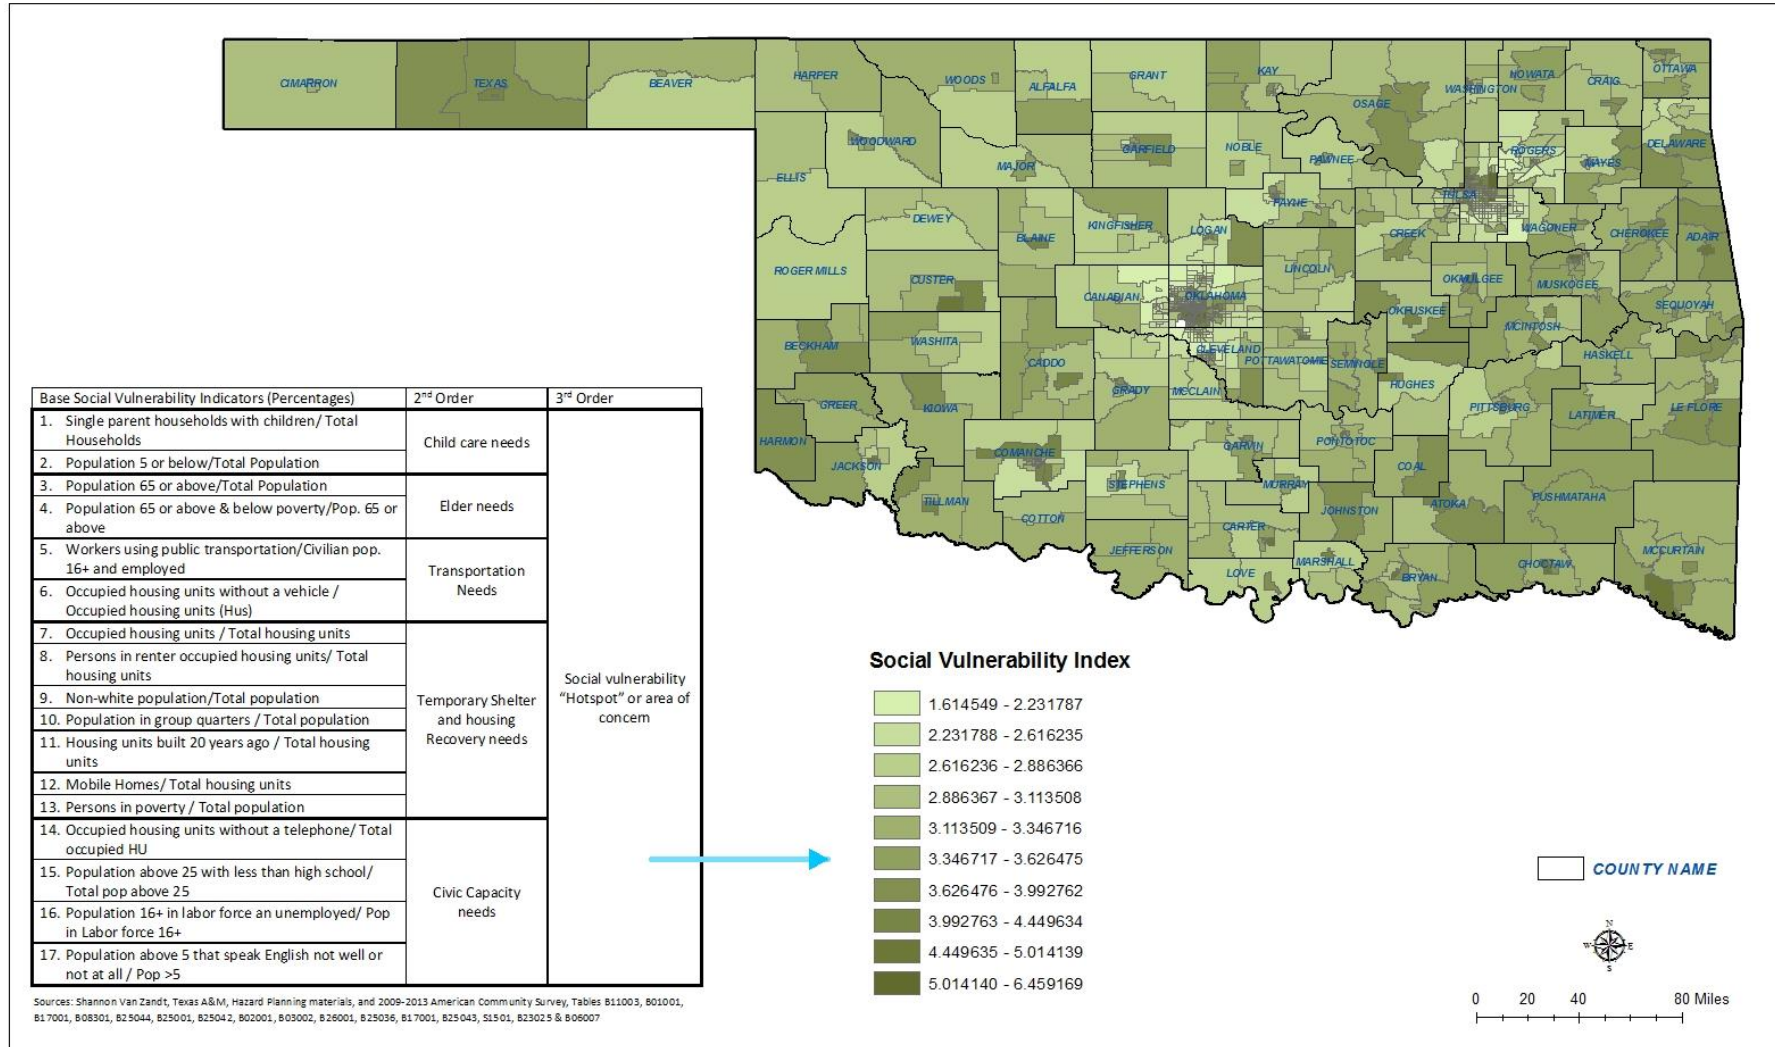 CIMARRON
TEXAS
BEAVER
HARPER
WOODS
ALFALFA
GRANT
KAY
OSAGE
WASHINGTON
NOWATA
CRAIG
OTTAWA
WOODWARD
MAJOR
GARFIELD
NOBLE
PAWNEE
ROGERS
MAYES
DELAWARE
ELLIS
DEWEY
BLAINE
KINGFISHER
LOGAN
PAYNE
TULSA
CREEK
WAGONER
CHEROKEE
ADAIR
ROGER MILLS
CUSTER
CANADIAN
OKLAHOMA
LINCOLN
OKMULGEE
MUSKOGEE
SEQUOYAH
BECKHAM
WASHITA
CADDO
CLEVELAND
POTTAWATOMIE
SEMINOLE
OKFUSKEE
MCINTOSH
HASKELL
GREER
KIOWA
GRADY
MCCLAIN
HUGHES
PITTSBURG
LATIMER
LE FLORE
HARMON
JACKSON
COMANCHE
STEPHENS
GARVIN
PONTOTOC
COAL
TILLMAN
COTTON
MURRAY
JOHNSTON
ATOKA
PUSHMATAHA
JEFFERSON
CARTER
LOVE
MARSHALL
BRYAN
CHOCTAW
MCCURTAIN
Base Social Vulnerability Indicators (Percentages) 2nd Order 3rd Order
1. Single parent households with children/ Total
Households
2. Population 5 or below/Total Population
Child care needs
3. Population 65 or above/Total Population
4. Population 65 or above & below poverty/Pop. 65 or
above
Elder needs
5. Workers using public transportation/Civilian pop.
16+ and employed
6. Occupied housing units without a vehicle /
Occupied housing units (Hus)
Transportation
Needs
7. Occupied housing units / Total housing units
8. Persons in renter occupied housing units/ Total
housing units
9. Non-white population/Total population
10. Population in group quarters / Total population
11. Housing units built 20 years ago / Total housing
units
12. Mobile Homes/ Total housing units
13. Persons in poverty / Total population
Temporary Shelter
and housing
Recovery needs
14. Occupied housing units without a telephone/ Total
occupied HU
15. Population above 25 with less than high school/
Total pop above 25
16. Population 16+ in labor force an unemployed/ Pop
in Labor force 16+
17. Population above 5 that speak English not well or
not at all / Pop >5
Civic Capacity
needs
Social vulnerability
“Hotspot” or area of
concern
Sources: Shannon Van Zandt, Texas A&M, Hazard Planning materials, and 2009-2013 American Community Survey, Tables B11003, B01001,
B17001, B08301, B25044, B25001, B25042, B02001, B03002, B26001, B25036, B17001, B25043, S1501, B23025 & B06007
Social Vulnerability Index
1.614549 - 2.231787
2.231788 - 2.616235
2.616236 - 2.886366
2.886367 - 3.113508
3.113509 - 3.346716
3.346717 - 3.626475
3.626476 - 3.992762
3.992763 - 4.449634
4.449635 - 5.014139
5.014140 - 6.459169
COUNTY NAME
N
W E
S
0 20 40 80 Miles